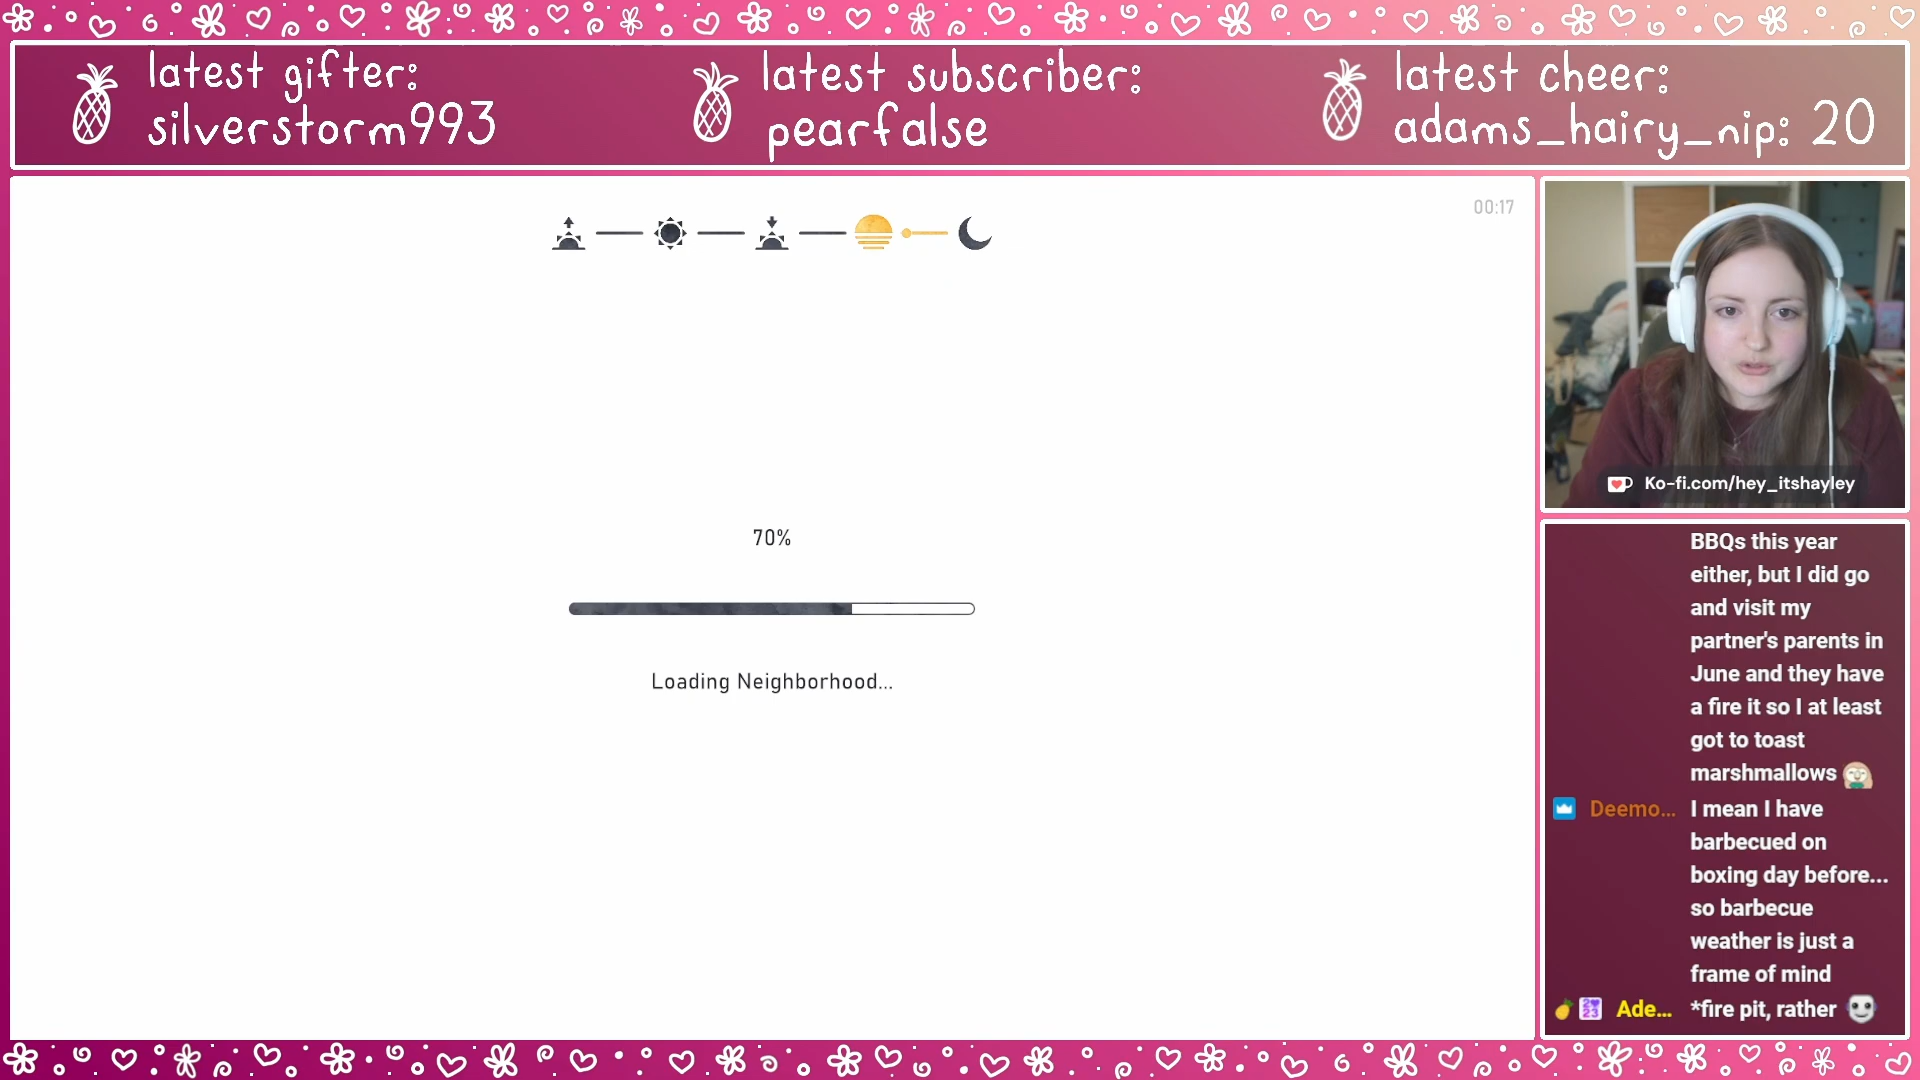 latest gifter:
silverstorm993
latest subscriber:
pearfalse
latest cheer:
adams_hairy_nip: 20
00:17
70%
Loading Neighborhood...
Ko-fi.com/hey_itshayley
BBQs this year
either, but I did go
and visit my
partner's parents in
June and they have
a fire it so I at least
got to toast
marshmallows
Deemo... I mean I have
barbecued on
boxing day before...
so barbecue
weather is just a
frame of mind
Ade... *fire pit, rather